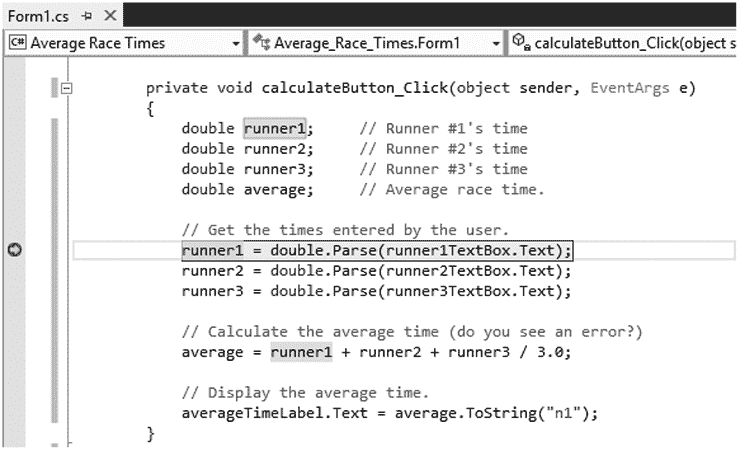 Form1.cs
C# Average Race Times Average_Race_Times.Form1 calculateButton_Click(object s
private void calculateButton_Click(object sender, EventArgs e)
{
double runner1; // Runner #1's time
double runner2; // Runner #2's time
double runner3; // Runner #3's time
double average; // Average race time.
// Get the times entered by the user.
runner1 = double.Parse(runner1TextBox.Text);
runner2 = double.Parse(runner2TextBox.Text);
runner3 = double.Parse(runner3TextBox.Text);
// Calculate the average time (do you see an error?)
average = runner1 + runner2 + runner3 / 3.0;
// Display the average time.
averageTimeLabel.Text = average.ToString("n1");
}